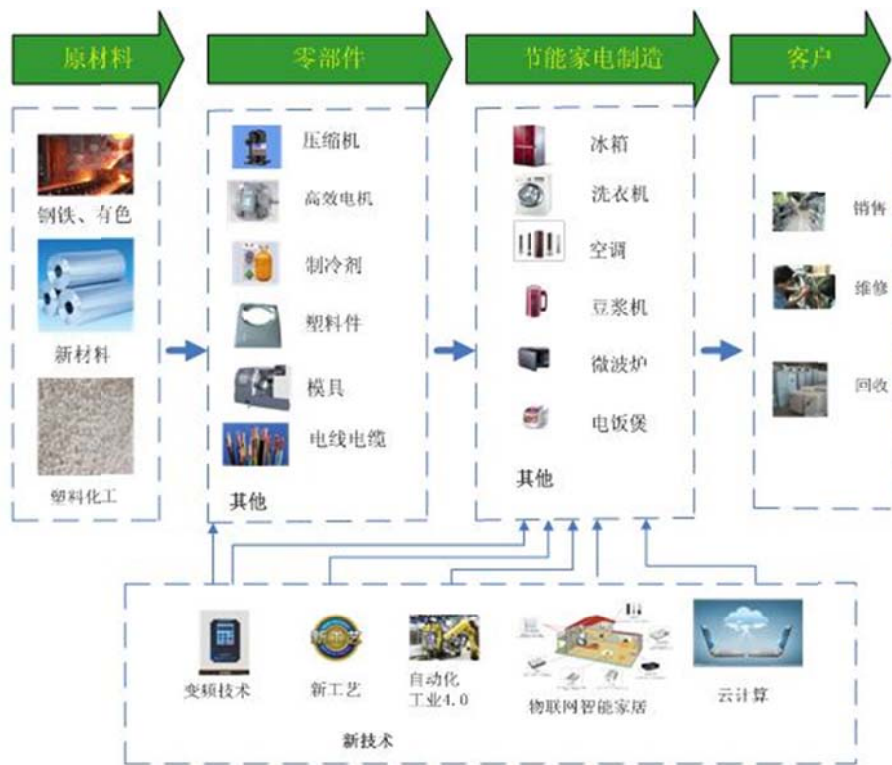 原材料
零部件
节能家电制造
客户
钢铁、有色
新材料
塑料化工
压缩机
高效电机
制冷剂
塑料件
模具
电线电缆
其他
冰箱
洗衣机
空调
豆浆机
微波炉
电饭煲
其他
销售
维修
回收
变频技术
新工艺
新工艺
自动化
工业4.0
物联网智能家居
云计算
新技术